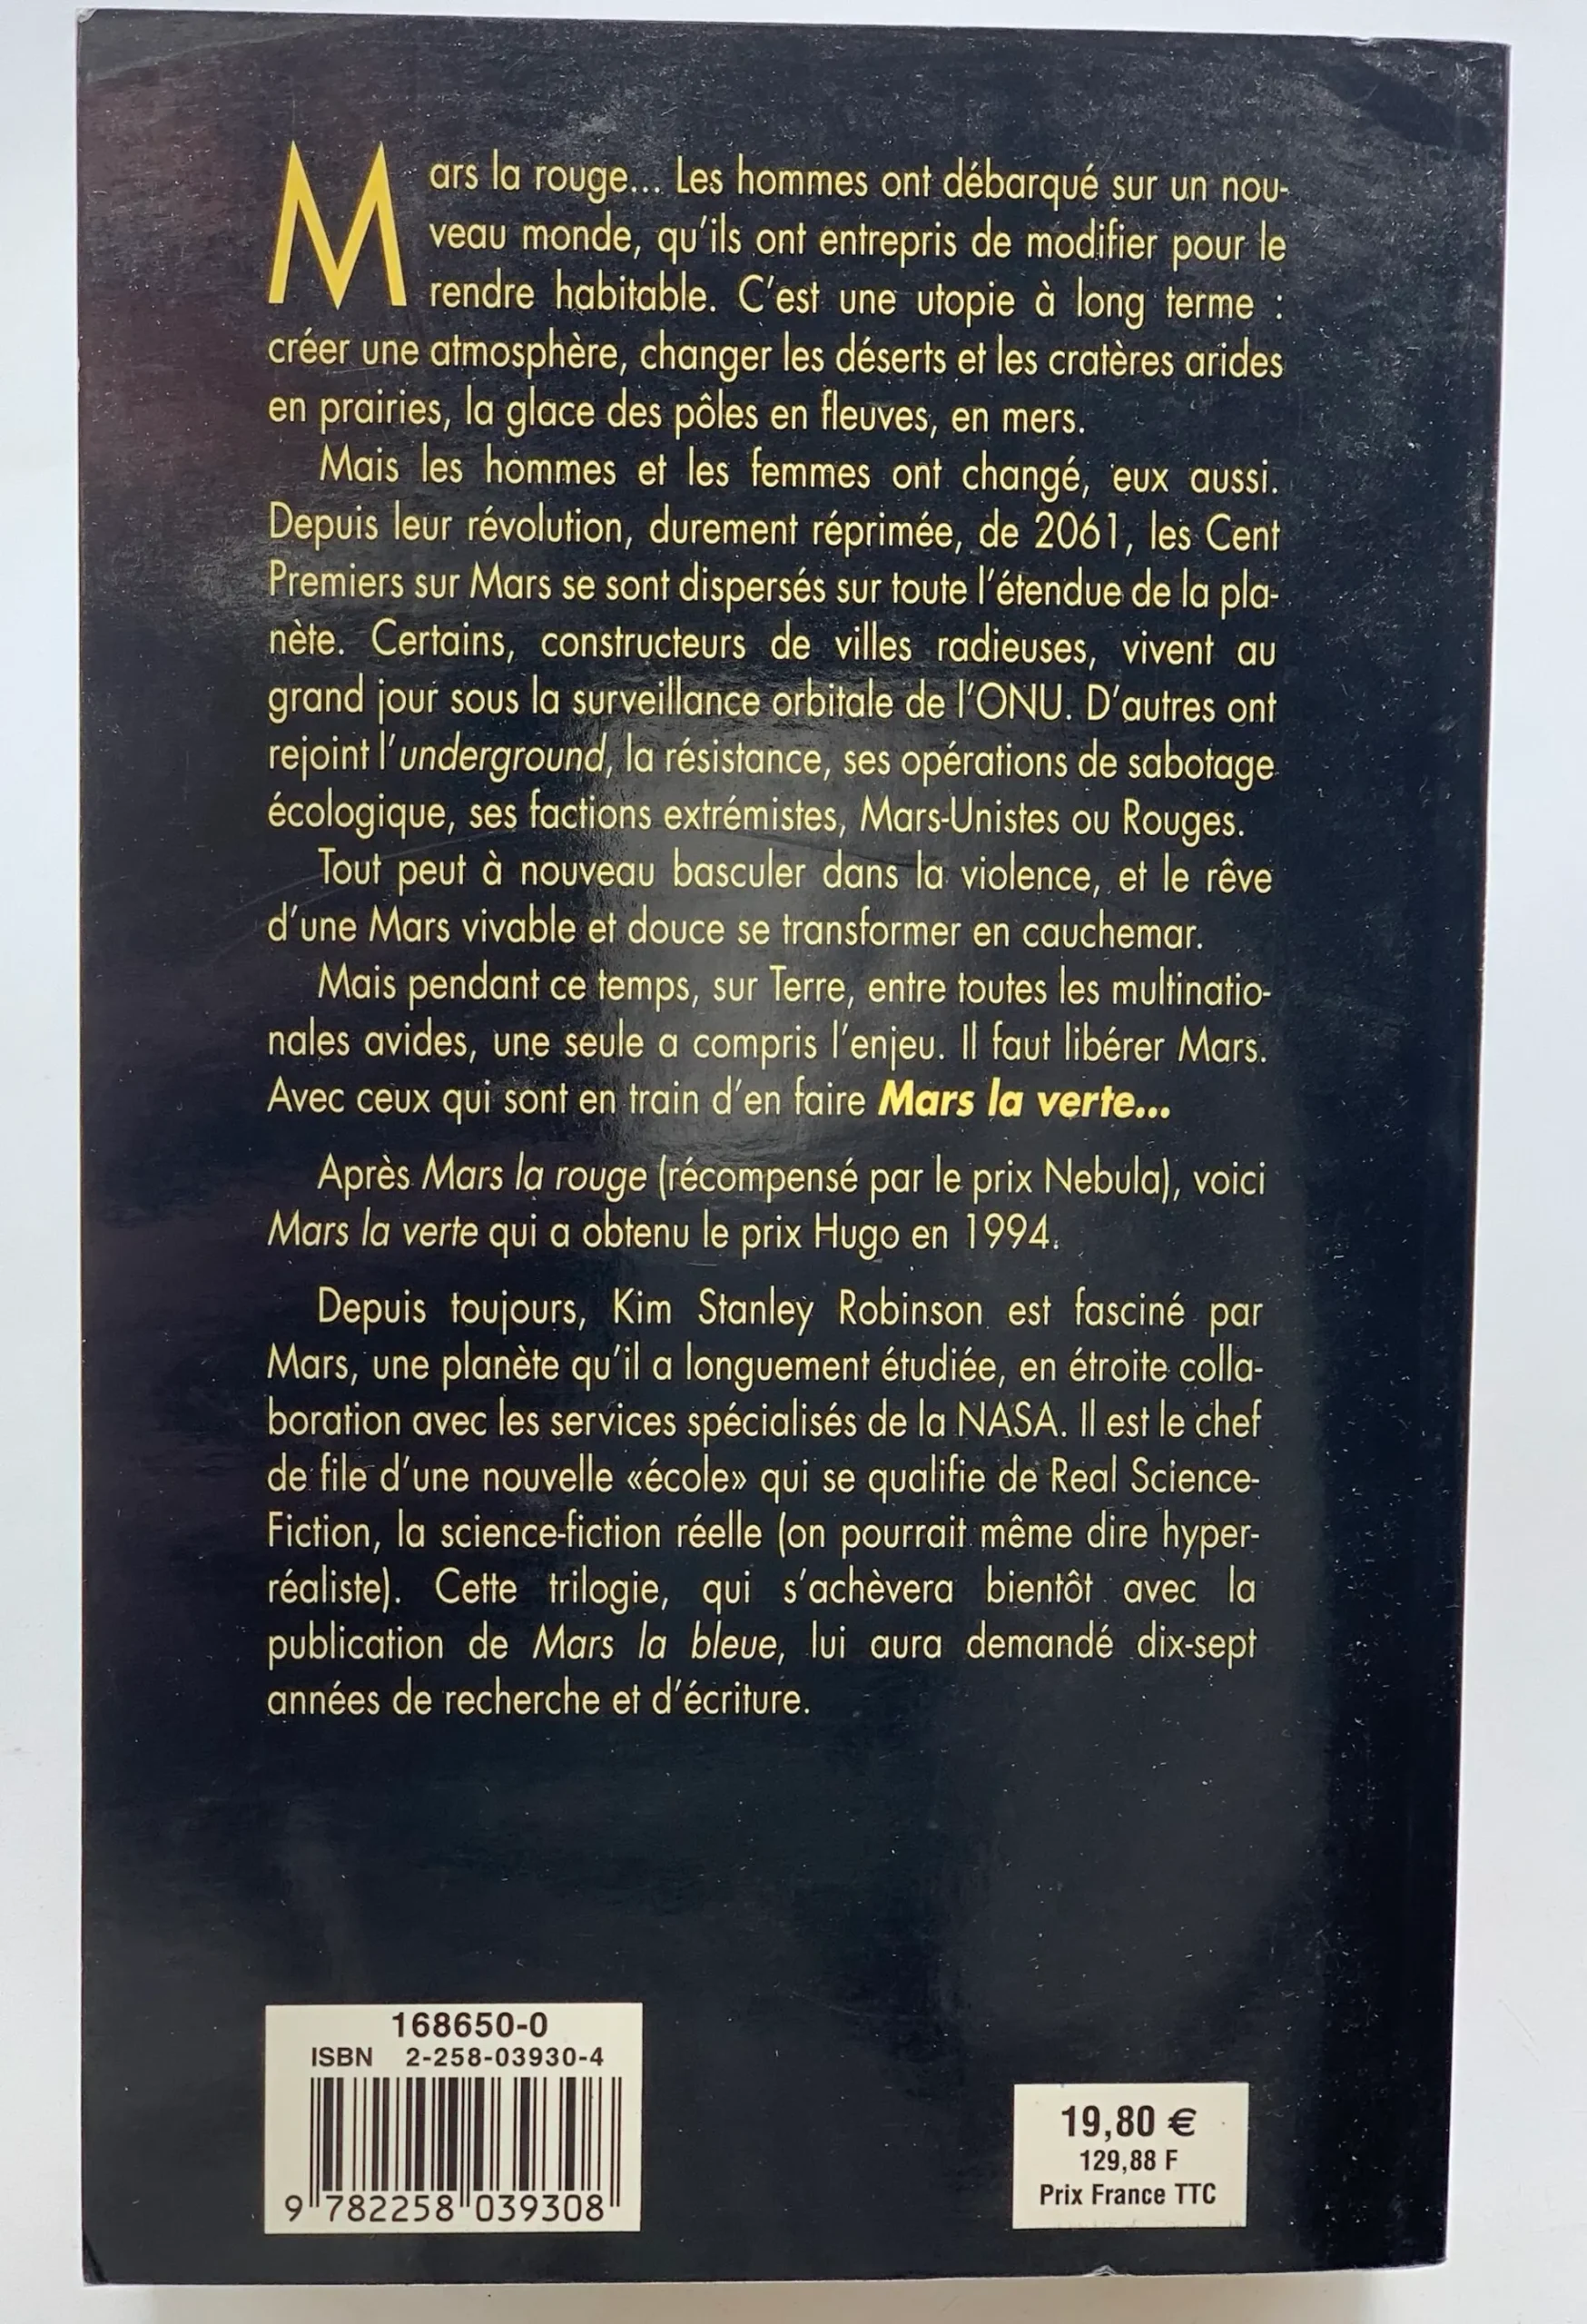 Mars la rouge... Les hommes ont débarqué sur un nou-
veau monde, qu'ils ont entrepris de modifier pour le
rendre habitable. C'est une utopie à long terme :
créer une atmosphère, changer les déserts et les cratères arides
en prairies, la glace des pôles en fleuves, en mers.
Mais les hommes et les femmes ont changé, eux aussi.
Depuis leur révolution, durement réprimée, de 2061, les Cent
Premiers sur Mars se sont dispersés sur toute l'étendue de la pla-
nète. Certains, constructeurs de villes radieuses, vivent au
grand jour sous la surveillance orbitale de l'ONU. D'autres ont
rejoint l'underground, la résistance, ses opérations de sabotage
écologique, ses factions extrémistes, Mars-Unistes ou Rouges.
Tout peut à nouveau basculer dans la violence, et le rêve
d'une Mars vivable et douce se transformer en cauchemar.
Mais pendant ce temps, sur Terre, entre toutes les multinatio-
nales avides, une seule a compris l'enjeu. Il faut libérer Mars.
Avec ceux qui sont en train d'en faire Mars la verte...
Après Mars la rouge (récompensé par le prix Nebula), voici
Mars la verte qui a obtenu le prix Hugo en 1994.
Depuis toujours, Kim Stanley Robinson est fasciné par
Mars, une planète qu'il a longuement étudiée, en étroite colla-
boration avec les services spécialisés de la NASA. Il est le chef
de file d'une nouvelle «école» qui se qualifie de Real Science-
Fiction, la science-fiction réelle (on pourrait même dire hyper-
réaliste). Cette trilogie, qui s'achèvera bientôt avec la
publication de Mars la bleue, lui aura demandé dix-sept
années de recherche et d'écriture.
168650-0
ISBN 2-258-03930-4
9 782258 039308
19,80 €
129,88 F
Prix France TTC